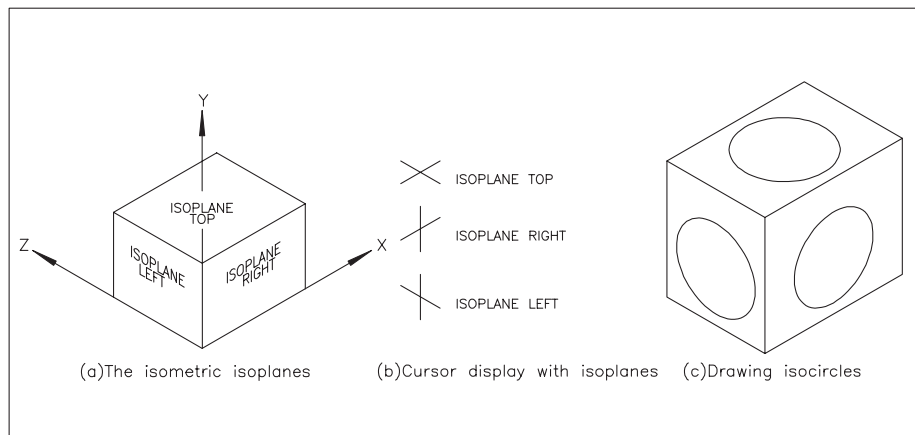 Y
Z
X
ISOPLANE
TOP
ISOPLANE
LEFT
ISOPLANE
RIGHT
ISOPLANE TOP
ISOPLANE RIGHT
ISOPLANE LEFT
(a)The isometric isoplanes
(b)Cursor display with isoplanes
(c)Drawing isocircles